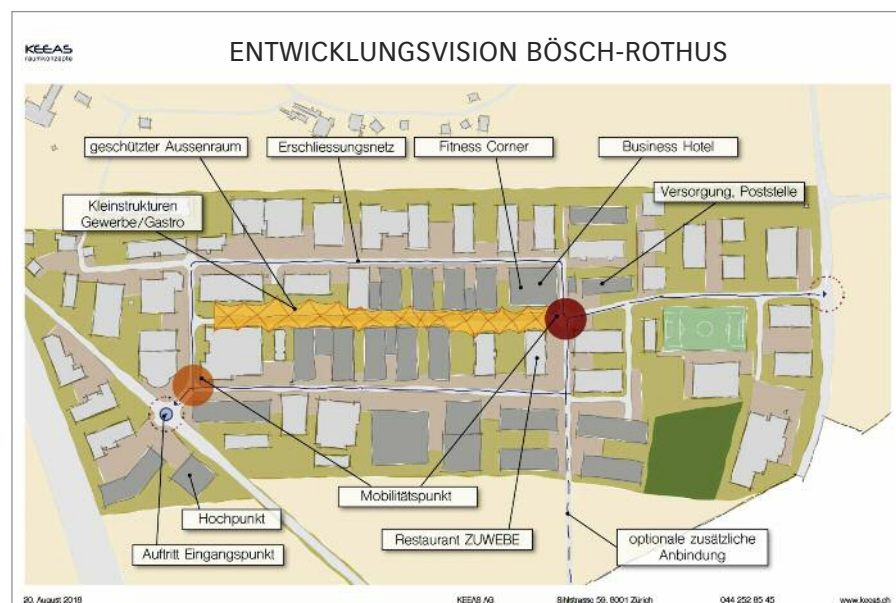 KEEAS
raumkonzepte
ENTWICKLUNGSVISION BÖSCH-ROTHUS
geschützter Aussenraum
Erschliessungsnetz
Fitness Corner
Business Hotel
Kleinstrukturen
Gewerbe/Gastro
Versorgung, Poststelle
Mobilitätspunkt
Hochpunkt
Restaurant ZUWEBE
optionale zusätzliche
Anbindung
Auftritt Eingangspunkt
20. August 2018
KEEAS AG
Sihlstrasse 59, 8001 Zürich
044 252 85 45
www.keeas.ch